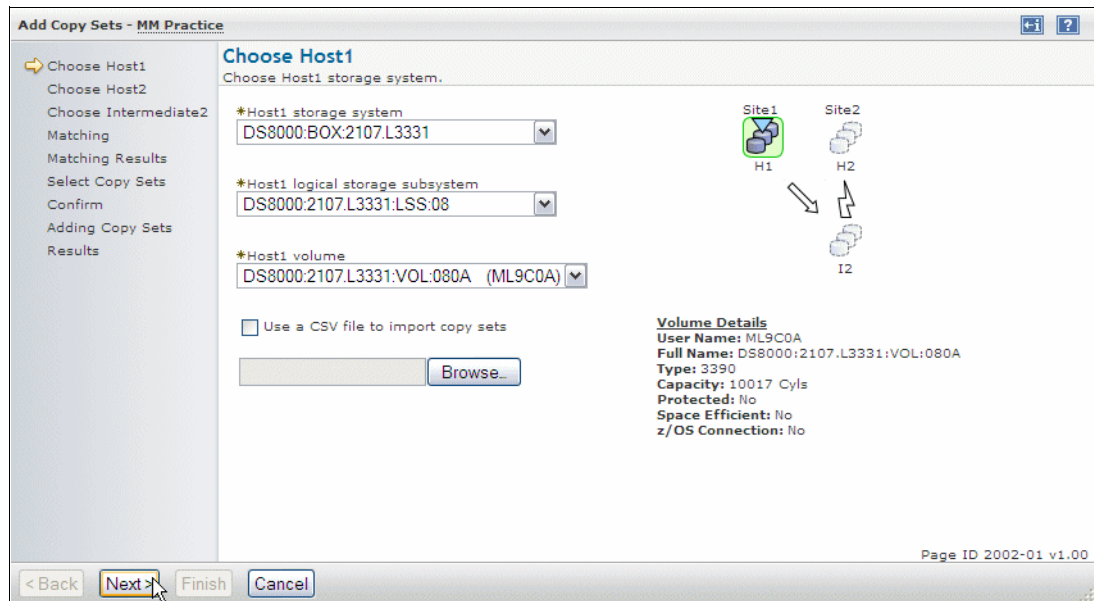 Add Copy Sets - MM Practice
Choose Host1
Choose Host2
Choose Intermediate2
Matching
Matching Results
Select Copy Sets
Confirm
Adding Copy Sets
Results
Choose Host1
Choose Host1 storage system.
*Host1 storage system
DS8000:BOX:2107.L3331
*Host1 logical storage subsystem
DS8000:2107.L3331:LSS:08
*Host1 volume
DS8000:2107.L3331:VOL:080A (ML9C0A)
Use a CSV file to import copy sets
Browse...
Site1 Site2
H1 H2
I2
Volume Details
User Name: ML9C0A
Full Name: DS8000:2107.L3331:VOL:080A
Type: 3390
Capacity: 10017 Cyls
Protected: No
Space Efficient: No
z/OS Connection: No
Page ID 2002-01 v1.00
< Back Next > Finish Cancel